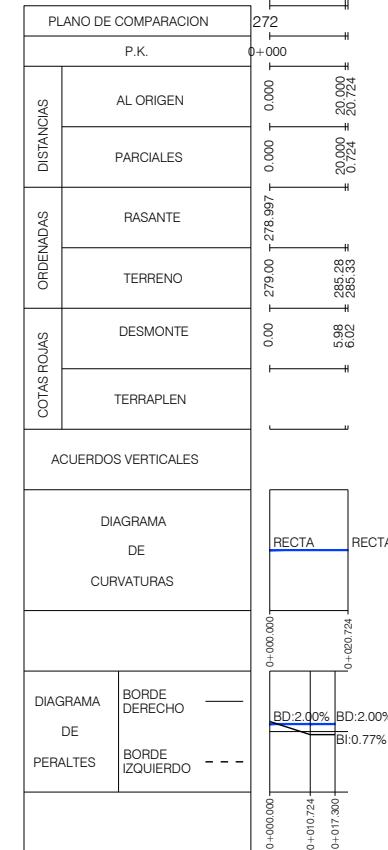 PLANO DE COMPARACION 272
P.K. 0+000
DISTANCIAS
AL ORIGEN 0.000 20.000 20.724
PARCIALES 0.000 20.000 0.724
ORDENADAS
RASANTE 278.997
TERRENO 279.00 285.28 285.33
COTAS ROJAS
DESMONTE 0.00 5.98 6.02
TERRAPLEN
ACUERDOS VERTICALES
DIAGRAMA
DE
CURVATURAS
RECTA RECTA
0+000.000 0+020.724
DIAGRAMA
DE
PERALTES
BORDE
DERECHO
BORDE
IZQUIERDO
BD:2.00% BD:2.00%
BI:0.77%
0+000.000 0+010.724 0+017.300